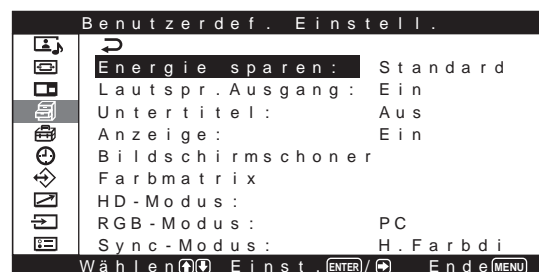 Benutzerdef. Einstell.
Energie sparen: Standard
Lautspr.Ausgang: Ein
Untertitel: Aus
Anzeige: Ein
Bildschirmschoner
Farbmatrix
HD-Modus:
RGB-Modus: PC
Sync-Modus: H.Farbdi
Wählen Einst. ENTER / Ende MENU